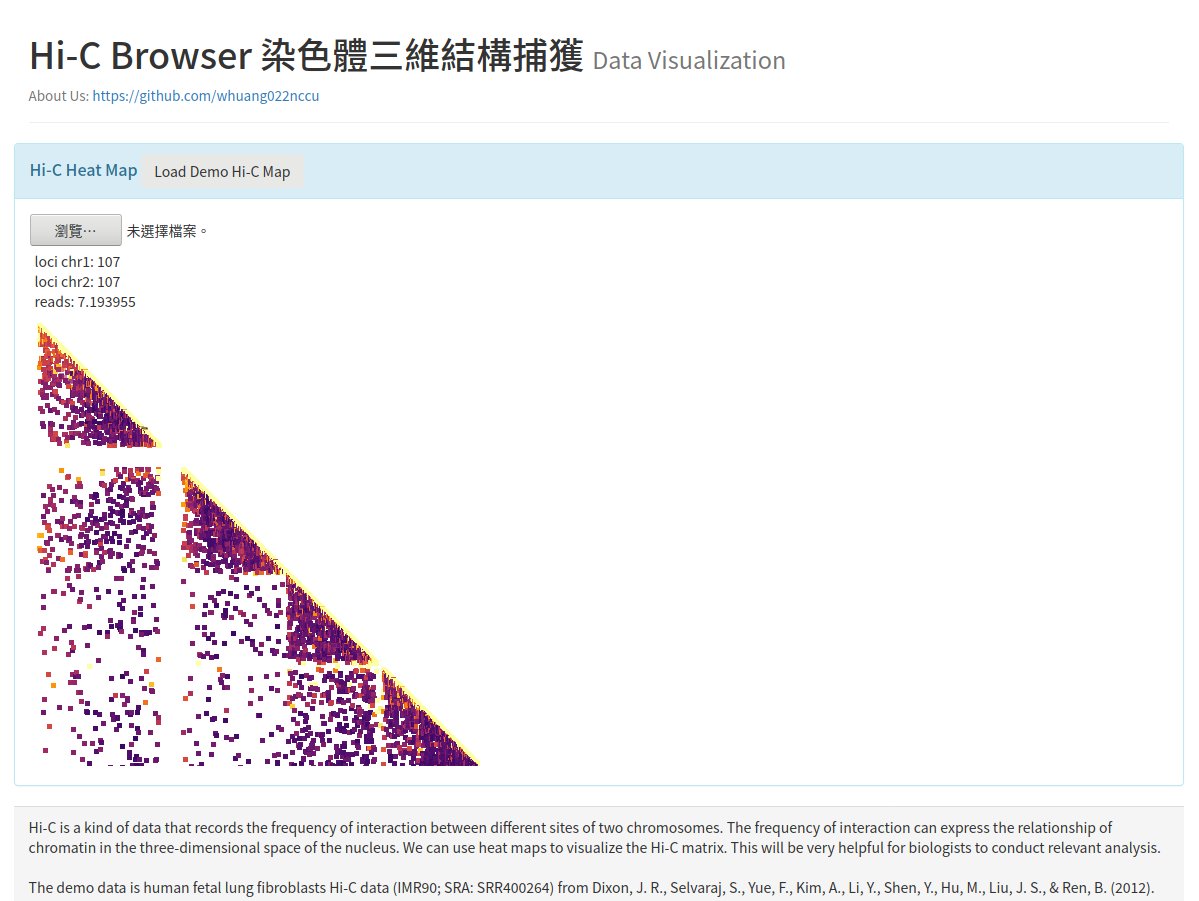 Hi-C Browser 染色體三維結構捕獲 Data Visualization
About Us: https://github.com/whuang022nccu
Hi-C Heat Map Load Demo Hi-C Map
瀏覽… 未選擇檔案。
loci chr1: 107
loci chr2: 107
reads: 7.193955
Hi-C is a kind of data that records the frequency of interaction between different sites of two chromosomes. The frequency of interaction can express the relationship of
chromatin in the three-dimensional space of the nucleus. We can use heat maps to visualize the Hi-C matrix. This will be very helpful for biologists to conduct relevant analysis.
The demo data is human fetal lung fibroblasts Hi-C data (IMR90; SRA: SRR400264) from Dixon, J. R., Selvaraj, S., Yue, F., Kim, A., Li, Y., Shen, Y., Hu, M., Liu, J. S., & Ren, B. (2012).